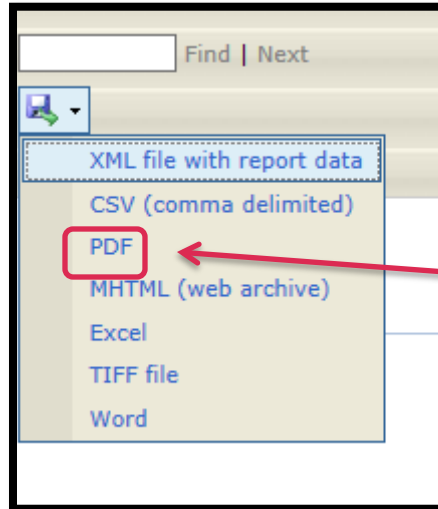 Find | Next
XML file with report data
CSV (comma delimited)
PDF
MHTML (web archive)
Excel
TIFF file
Word